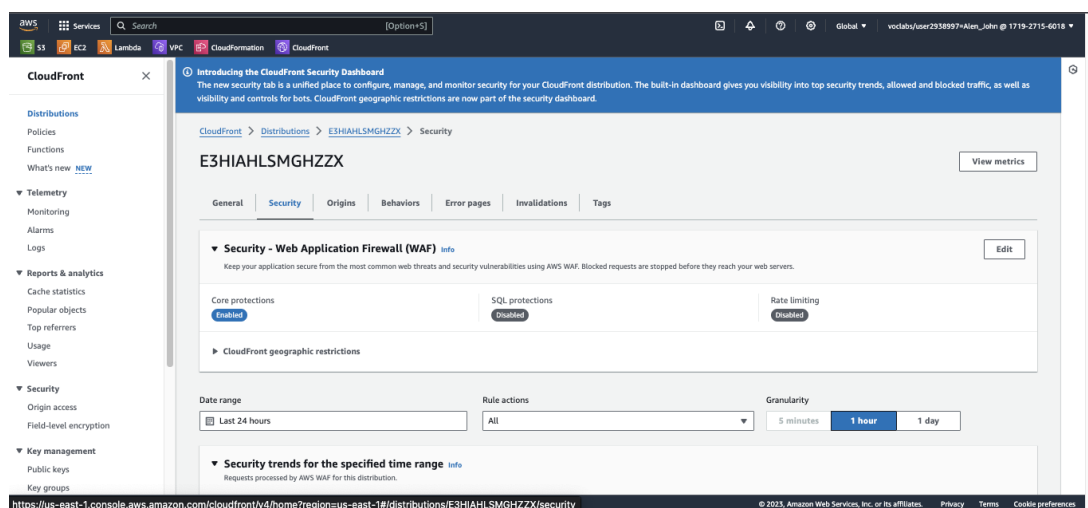 aws
Services
Search
[Option+S]
Global ▼
voclabs/user2938997=Alen_John @ 1719-2715-6018 ▼
S3
EC2
Lambda
VPC
CloudFormation
CloudFront
CloudFront
Introducing the CloudFront Security Dashboard
The new security tab is a unified place to configure, manage, and monitor security for your CloudFront distribution. The built-in dashboard gives you visibility into top security trends, allowed and blocked traffic, as well as
visibility and controls for bots. CloudFront geographic restrictions are now part of the security dashboard.
Distributions
Policies
Functions
What's new NEW
Telemetry
Monitoring
Alarms
Logs
Reports & analytics
Cache statistics
Popular objects
Top referrers
Usage
Viewers
Security
Origin access
Field-level encryption
Key management
Public keys
Key groups
CloudFront > Distributions > E3HIAHLSMGHZZX > Security
E3HIAHLSMGHZZX
View metrics
General
Security
Origins
Behaviors
Error pages
Invalidations
Tags
Security - Web Application Firewall (WAF) Info
Edit
Keep your application secure from the most common web threats and security vulnerabilities using AWS WAF. Blocked requests are stopped before they reach your web servers.
Core protections
Enabled
SQL protections
Disabled
Rate limiting
Disabled
CloudFront geographic restrictions
Date range
Last 24 hours
Rule actions
All
Granularity
5 minutes
1 hour
1 day
Security trends for the specified time range Info
Requests processed by AWS WAF for this distribution.
https://us-east-1.console.aws.amazon.com/cloudfront/v4/home?region=us-east-1#/distributions/E3HIAHLSMGHZZX/security
© 2023, Amazon Web Services, Inc. or its affiliates.
Privacy
Terms
Cookie preferences